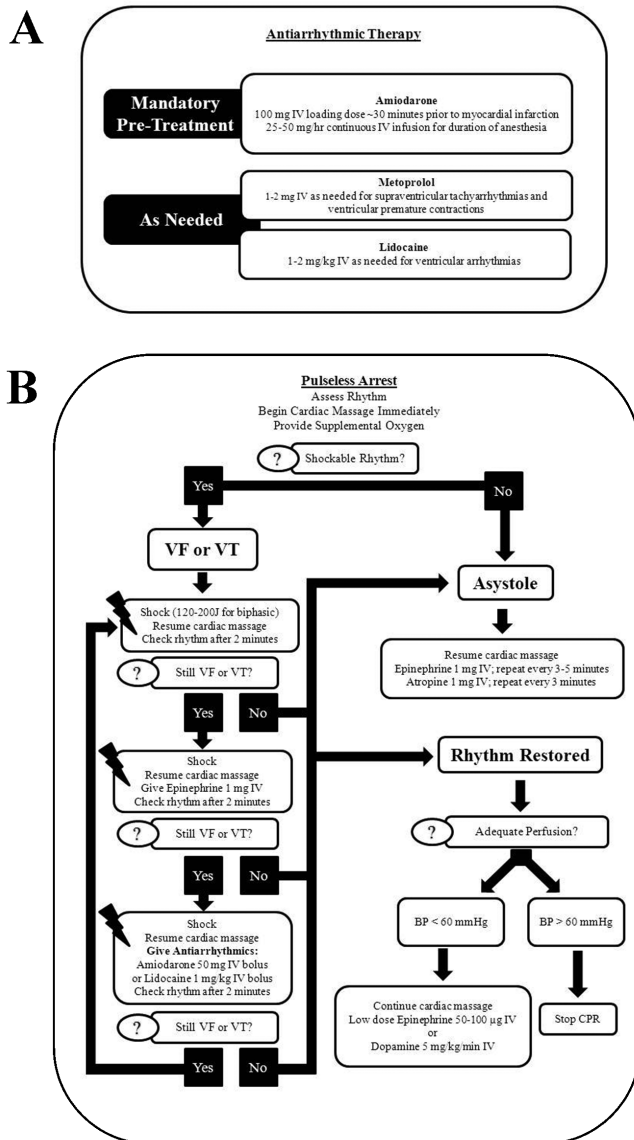 A
Antiarrhythmic Therapy
Mandatory
Pre-Treatment
Amiodarone
100 mg IV loading dose ~30 minutes prior to myocardial infarction
25-50 mg/hr continuous IV infusion for duration of anesthesia
As Needed
Metoprolol
1-2 mg IV as needed for supraventricular tachyarrhythmias and
ventricular premature contractions
Lidocaine
1-2 mg/kg IV as needed for ventricular arrhythmias
B
Pulseless Arrest
Assess Rhythm
Begin Cardiac Massage Immediately
Provide Supplemental Oxygen
? Shockable Rhythm?
Yes
No
VF or VT
Asystole
Shock (120-200J for biphasic)
Resume cardiac massage
Check rhythm after 2 minutes
Resume cardiac massage
Epinephrine 1 mg IV; repeat every 3-5 minutes
Atropine 1 mg IV; repeat every 3 minutes
? Still VF or VT?
Yes
No
Shock
Resume cardiac massage
Give Epinephrine 1 mg IV
Check rhythm after 2 minutes
Rhythm Restored
? Still VF or VT?
? Adequate Perfusion?
Yes
No
BP < 60 mmHg
BP > 60 mmHg
Shock
Resume cardiac massage
Give Antiarrhythmics:
Amiodarone 50 mg IV bolus
or Lidocaine 1 mg/kg IV bolus
Check rhythm after 2 minutes
Continue cardiac massage
Low dose Epinephrine 50-100 µg IV
or
Dopamine 5 mg/kg/min IV
Stop CPR
? Still VF or VT?
Yes
No